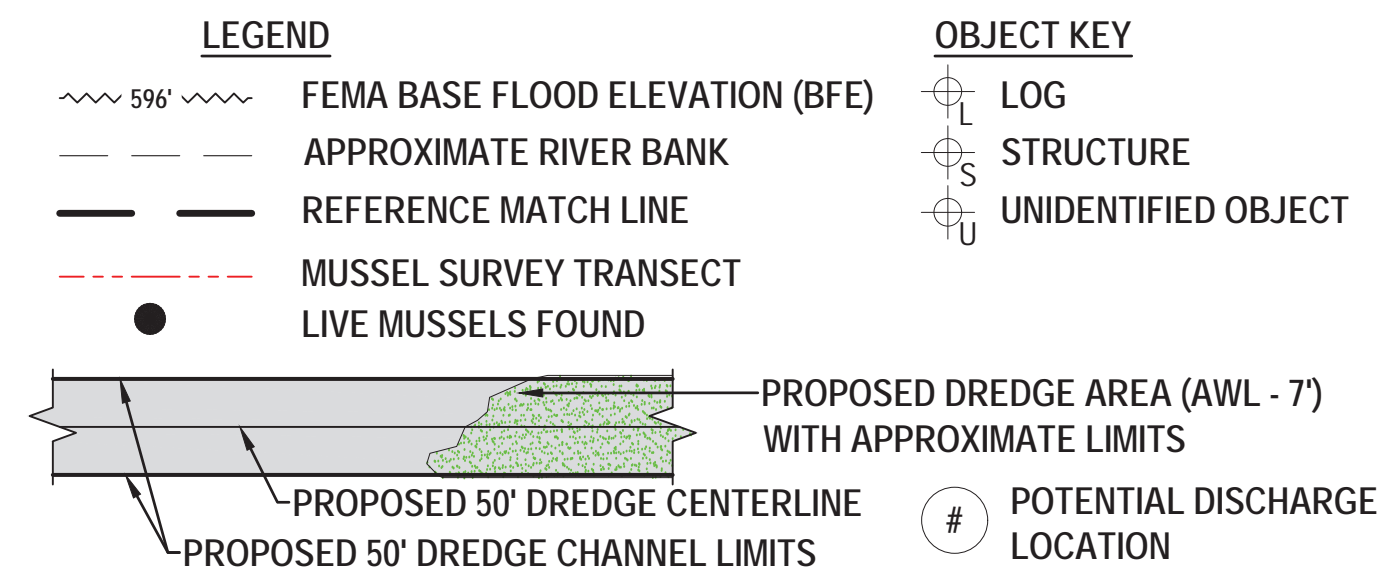 LEGEND
596' FEMA BASE FLOOD ELEVATION (BFE)
APPROXIMATE RIVER BANK
REFERENCE MATCH LINE
MUSSEL SURVEY TRANSECT
LIVE MUSSELS FOUND
OBJECT KEY
L LOG
S STRUCTURE
U UNIDENTIFIED OBJECT
PROPOSED DREDGE AREA (AWL - 7')
WITH APPROXIMATE LIMITS
PROPOSED 50' DREDGE CENTERLINE
PROPOSED 50' DREDGE CHANNEL LIMITS
# POTENTIAL DISCHARGE
LOCATION